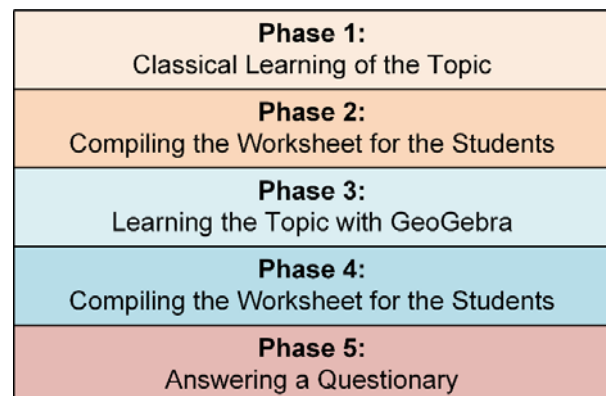 Phase 1:
Classical Learning of the Topic
Phase 2:
Compiling the Worksheet for the Students
Phase 3:
Learning the Topic with GeoGebra
Phase 4:
Compiling the Worksheet for the Students
Phase 5:
Answering a Questionary